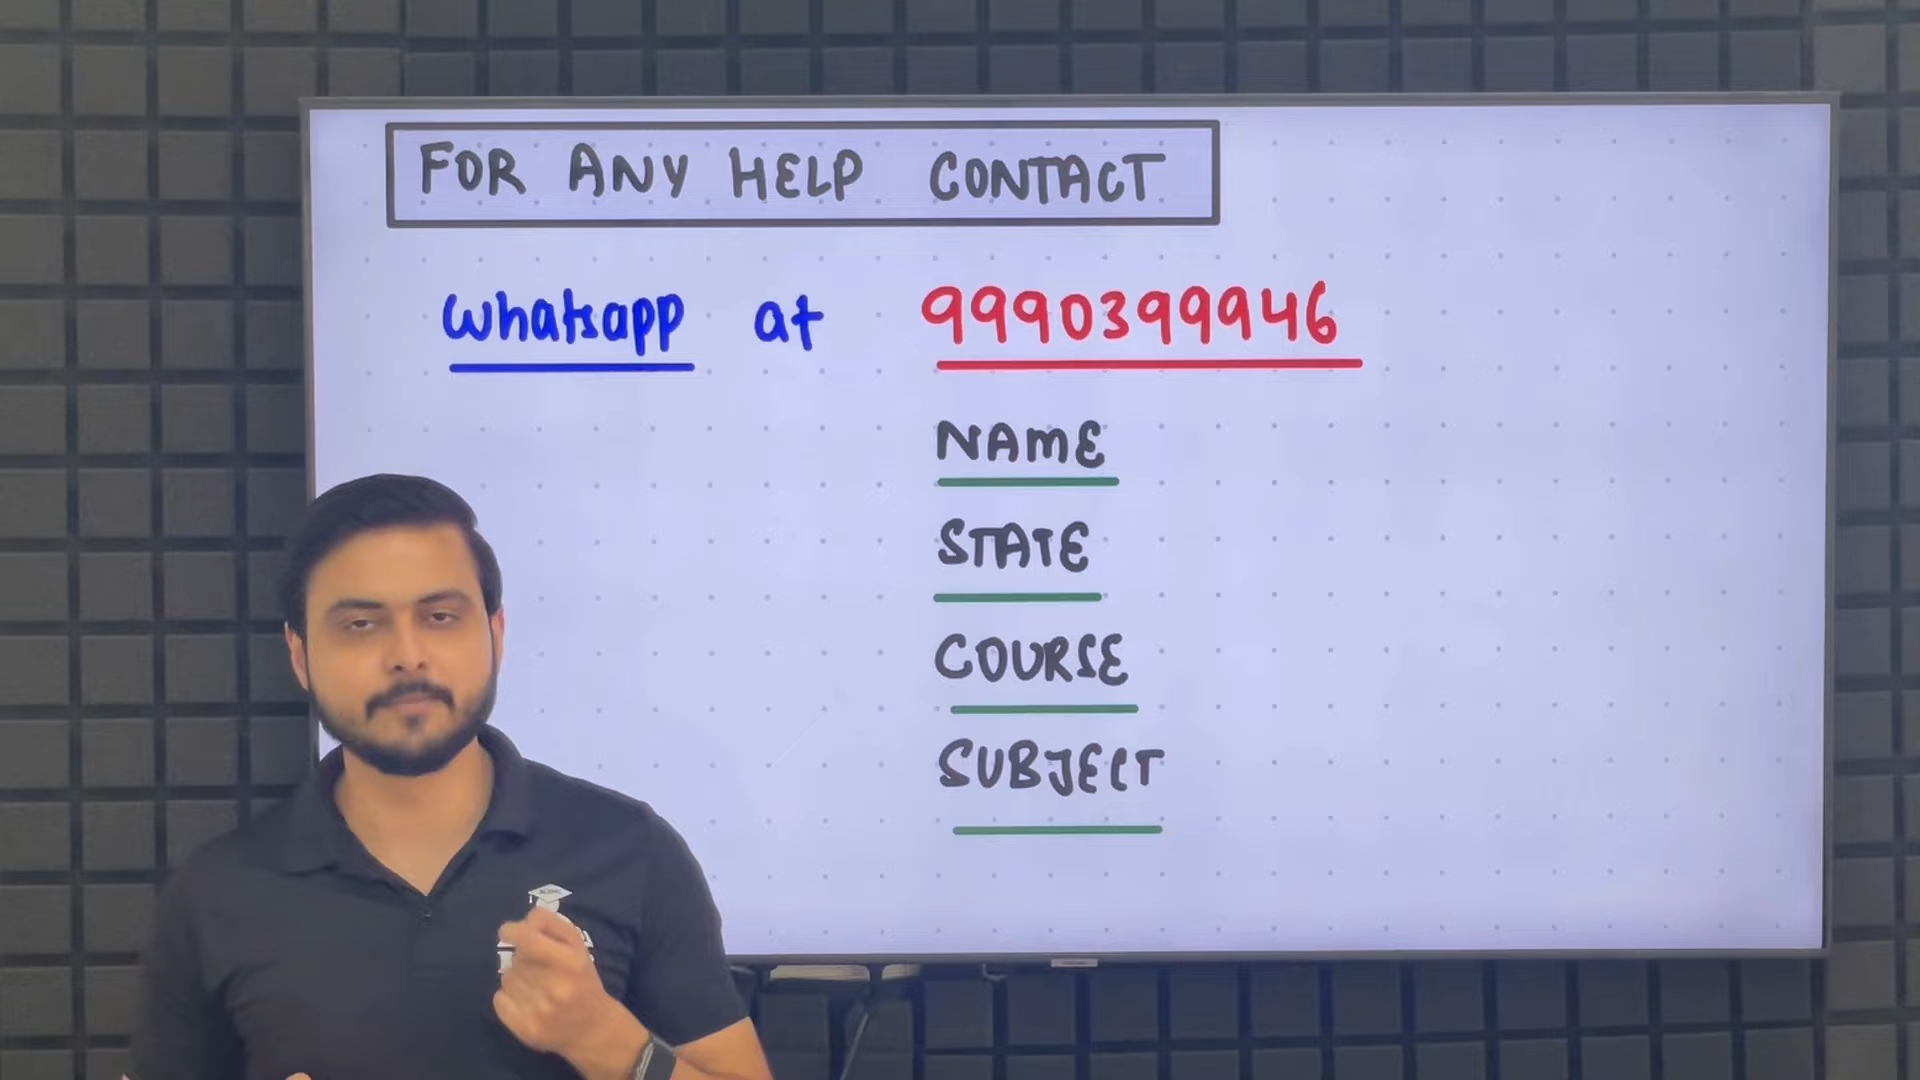 FOR ANY HELP CONTACT
Whatsapp at 9990399946
NAME
STATE
COURSE
SUBJECT